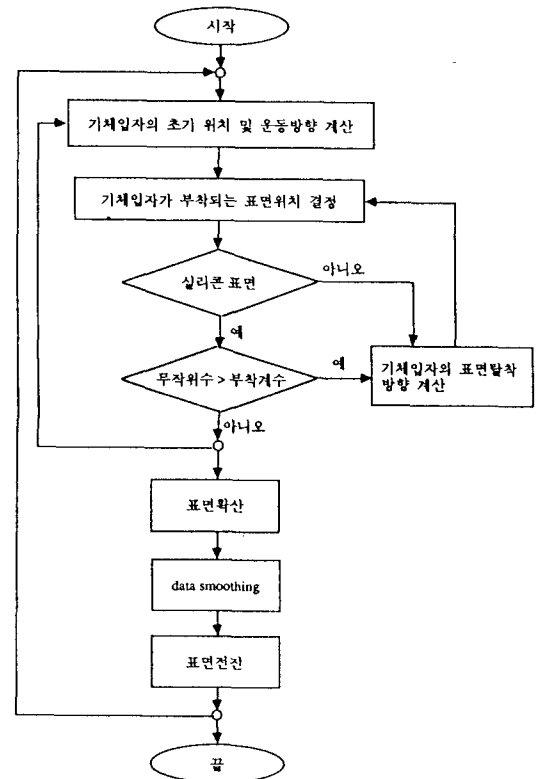 시작
기체입자의 초기 위치 및 운동방향 계산
기체입자가 부착되는 표면위치 결정
실리콘 표면
아니오
예
무작위수 > 부착계수
예
기체입자의 표면탈착
방향 계산
아니오
표면확산
data smoothing
표면전진
끝